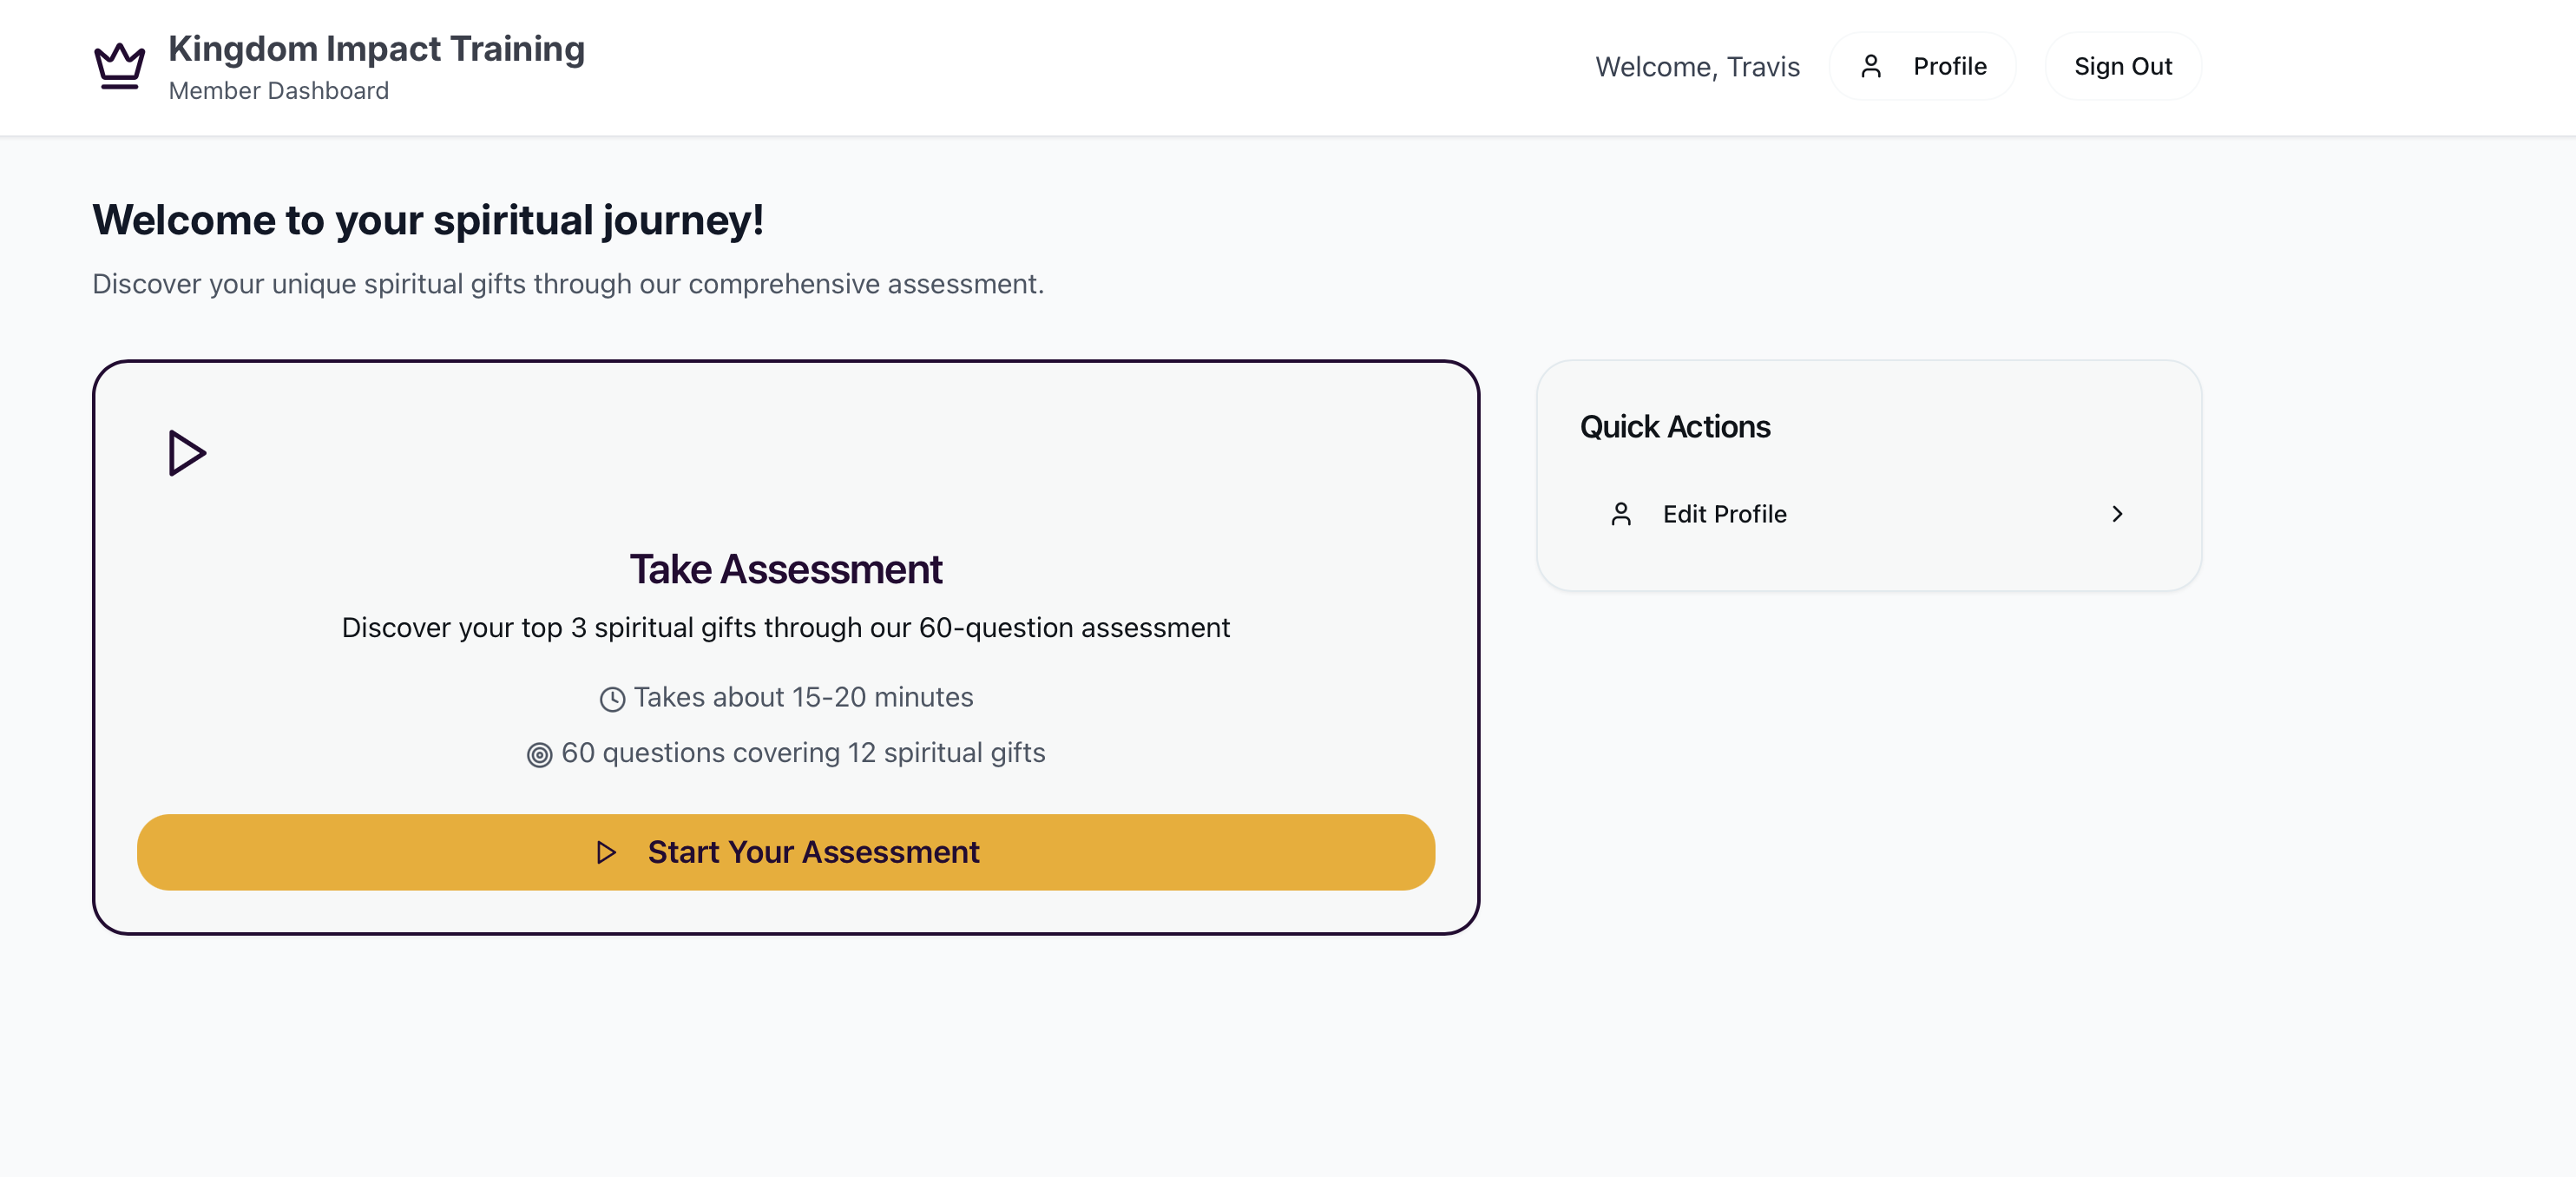 Kingdom Impact Training
Member Dashboard
Welcome, Travis
Profile
Sign Out
Welcome to your spiritual journey!
Discover your unique spiritual gifts through our comprehensive assessment.
Take Assessment
Discover your top 3 spiritual gifts through our 60-question assessment
Takes about 15-20 minutes
60 questions covering 12 spiritual gifts
Start Your Assessment
Quick Actions
Edit Profile